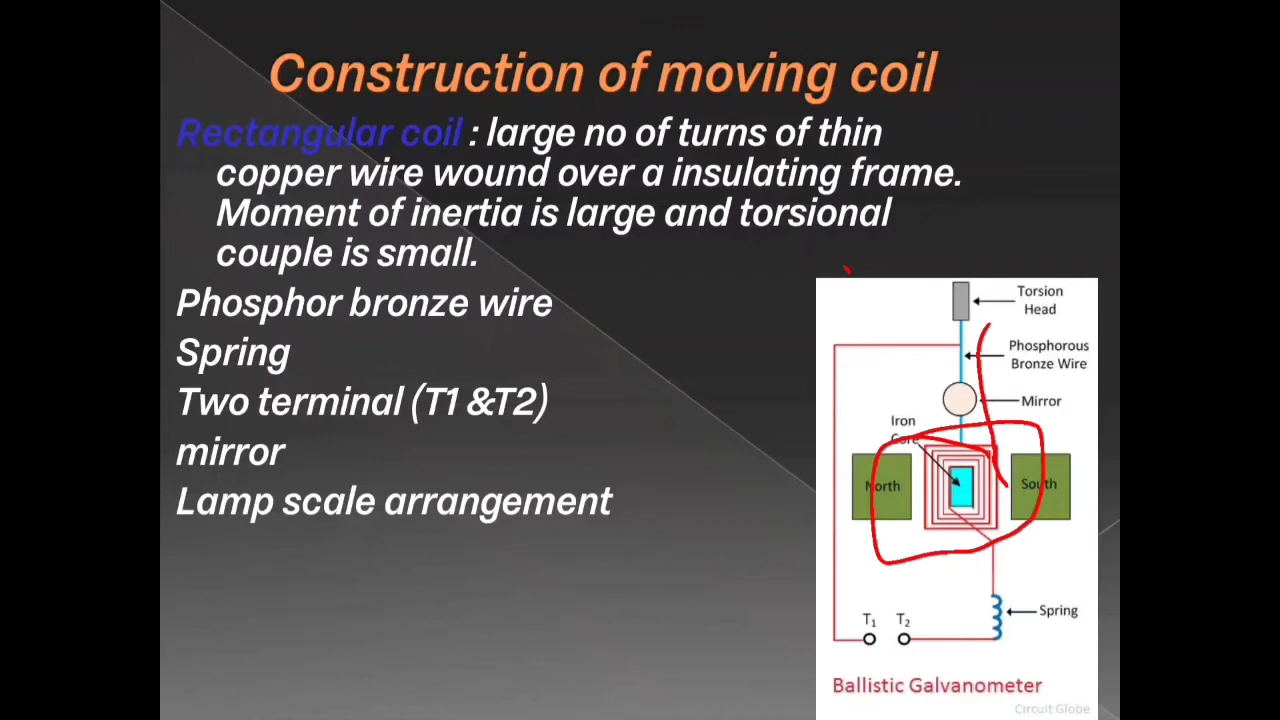 Construction of moving coil
Rectangular coil : large no of turns of thin
copper wire wound over a insulating frame.
Moment of inertia is large and torsional
couple is small.
Phosphor bronze wire
Spring
Two terminal (T1 &T2)
mirror
Lamp scale arrangement
Torsion
Head
Phosphorous
Bronze Wire
Mirror
Iron
Core
North
South
Spring
T₁ T₂
Ballistic Galvanometer
Circuit Globe